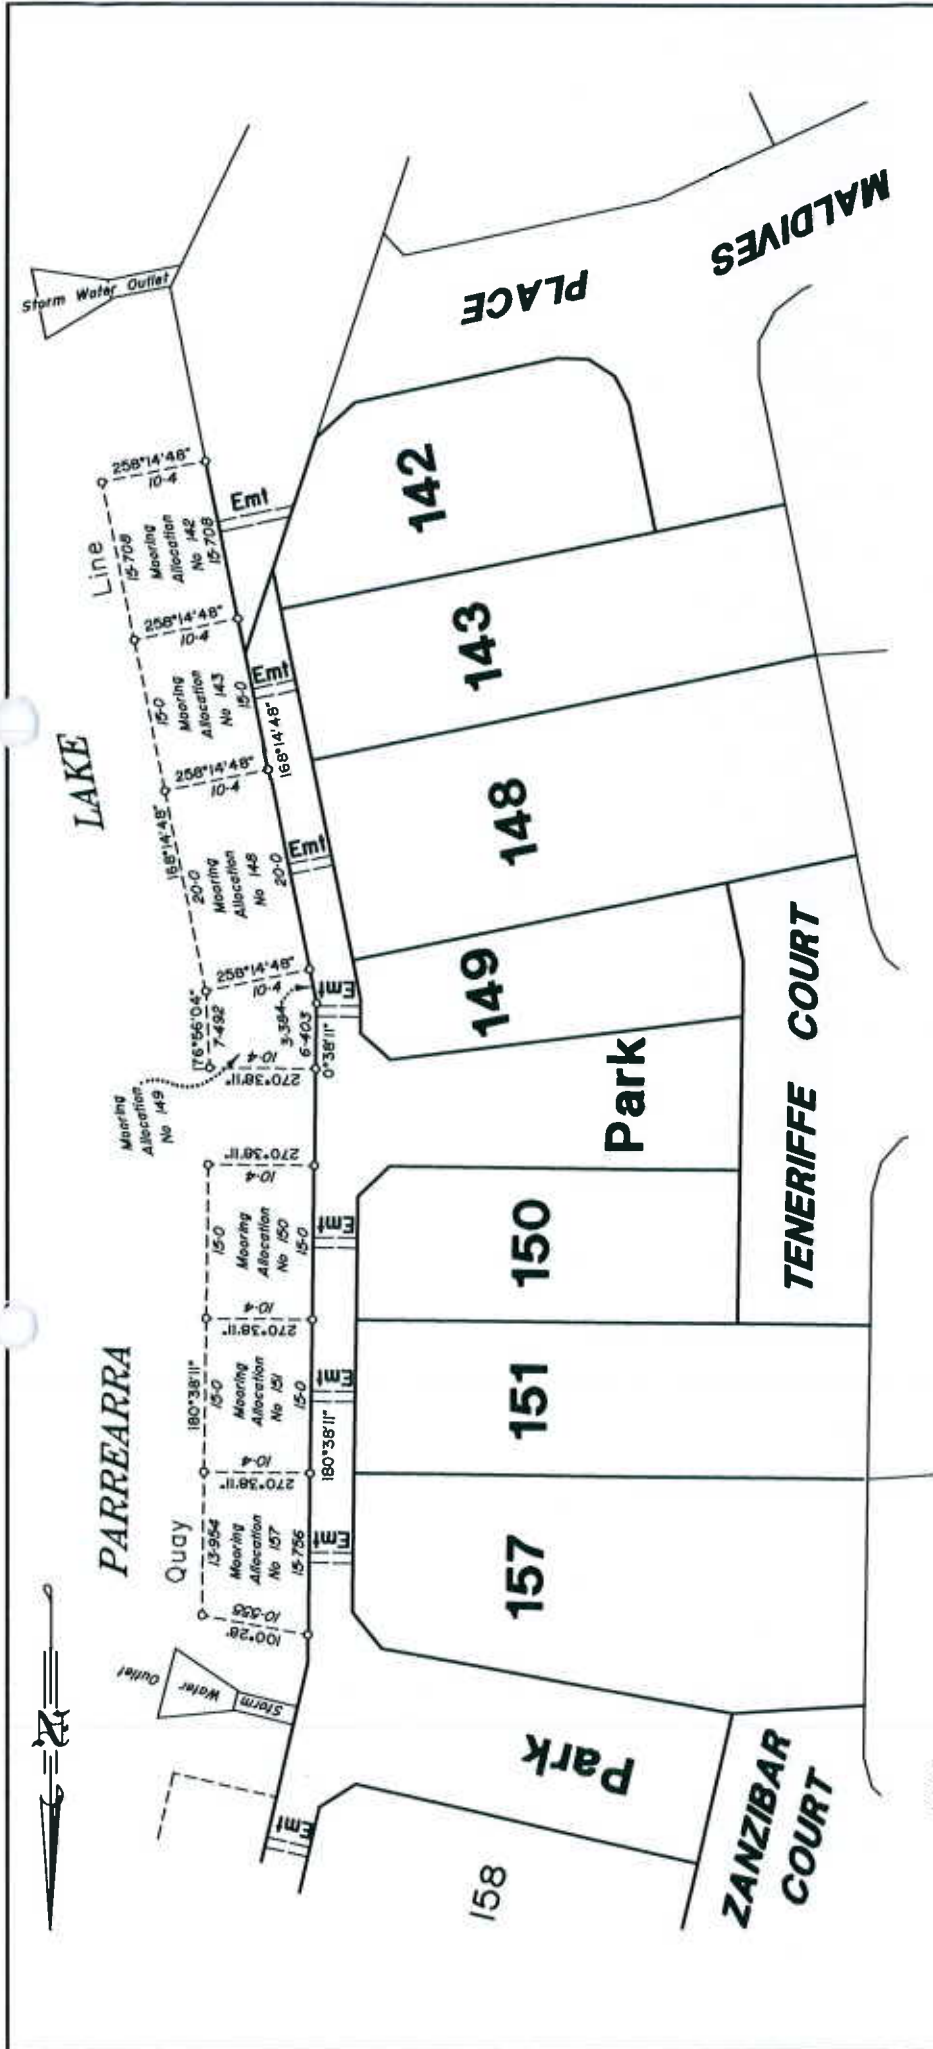 LAKE PARREARRA
Quay Line
Storm Water Outlet
258°14'48"
10·4
15·708
Mooring
Allocation
No 142
15·708
Emt
258°14'48"
10·4
15·0
Mooring
Allocation
No 143
15·0
Emt
258°14'48"
10·4
168°14'48"
168°14'48"
20·0
Mooring
Allocation
No 148
20·0
Emt
258°14'48"
10·4
176°56'04"
7·492
3·384
6·403
0°38'11"
Emt
10·4
270°38'11"
Mooring
Allocation
No 149
270°38'11"
10·4
15·0
Mooring
Allocation
No 150
15·0
Emt
10·4
270°38'11"
180°38'11"
15·0
Mooring
Allocation
No 151
15·0
Emt
180°38'11"
10·4
270°38'11"
13·954
Mooring
Allocation
No 157
15·756
Emt
10·555
100°28'
Storm
Water
Outlet
Emt
N
142
143
148
149
Park
150
151
157
Park
158
MALDIVES
PLACE
TENERIFFE COURT
ZANZIBAR
COURT